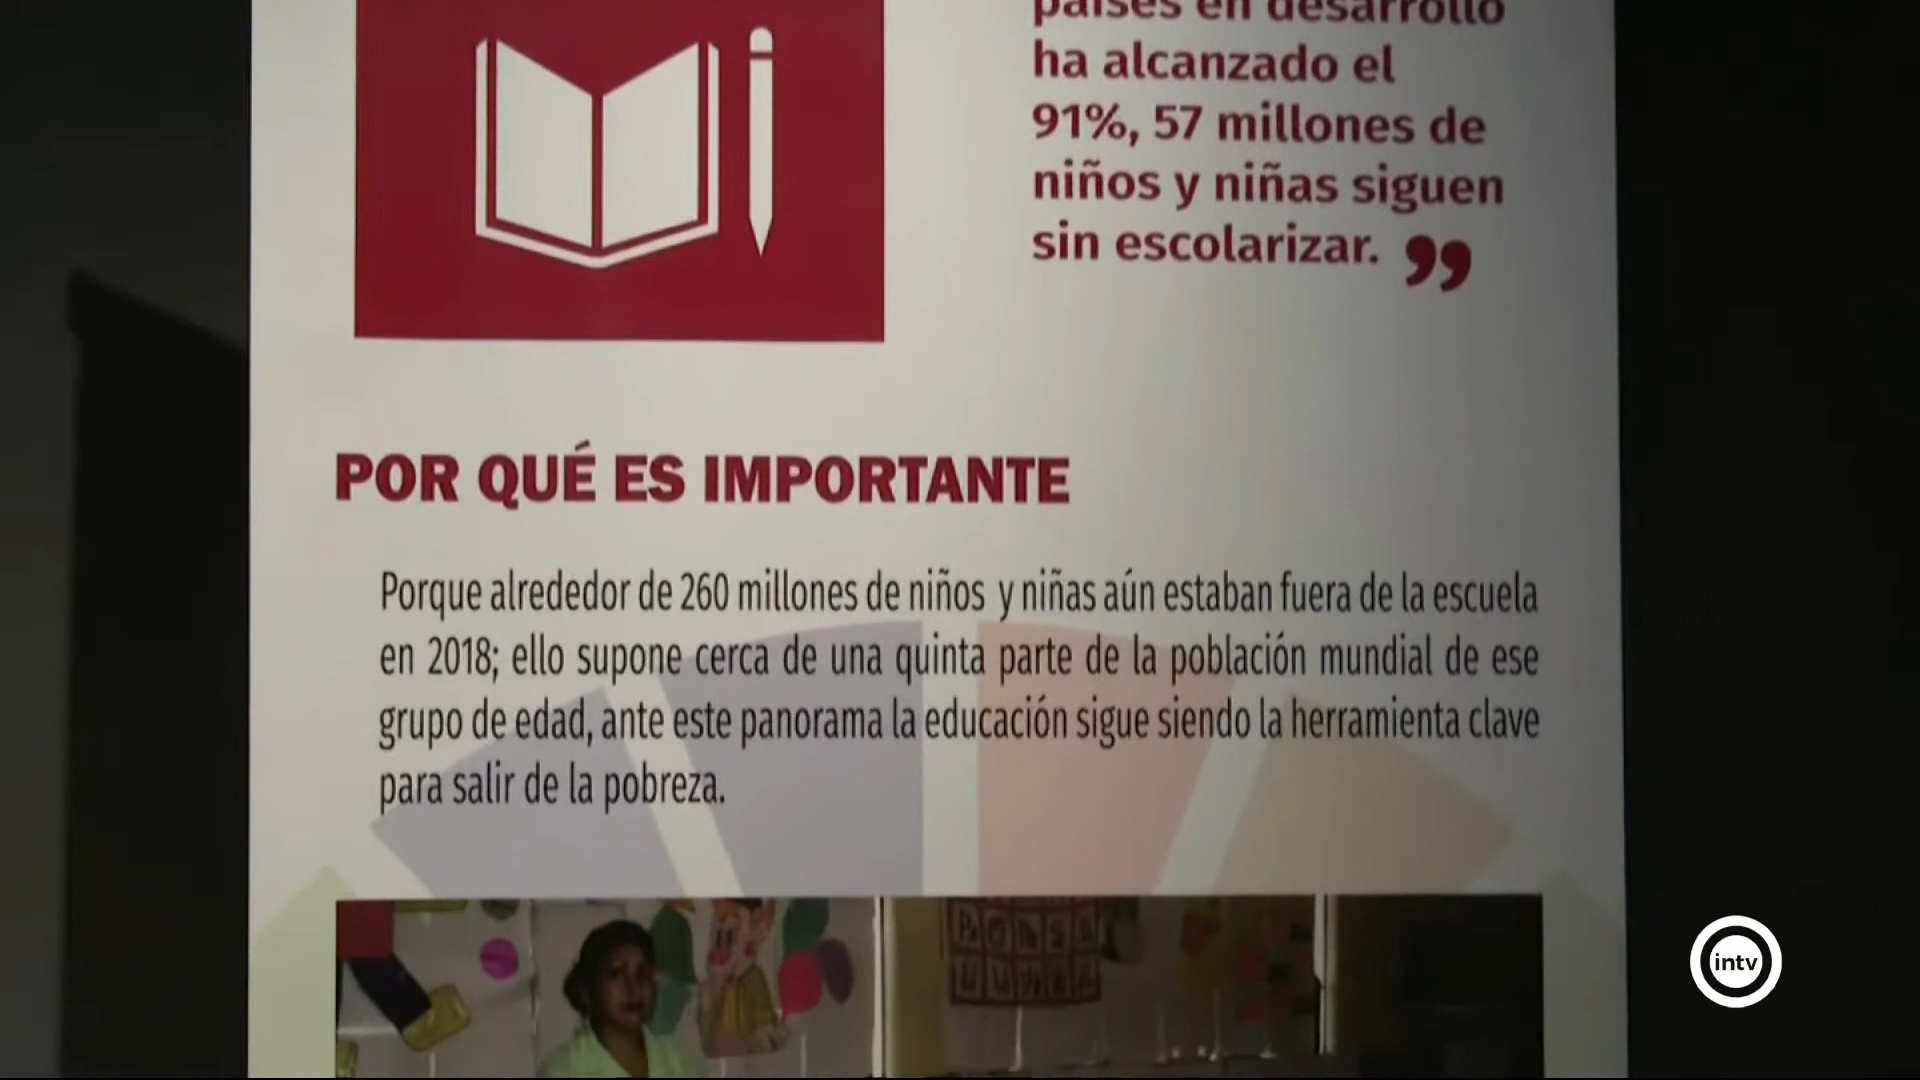 países en desarrollo
ha alcanzado el
91%, 57 millones de
niños y niñas siguen
sin escolarizar. ”
POR QUÉ ES IMPORTANTE
Porque alrededor de 260 millones de niños y niñas aún estaban fuera de la escuela
en 2018; ello supone cerca de una quinta parte de la población mundial de ese
grupo de edad, ante este panorama la educación sigue siendo la herramienta clave
para salir de la pobreza.
intv